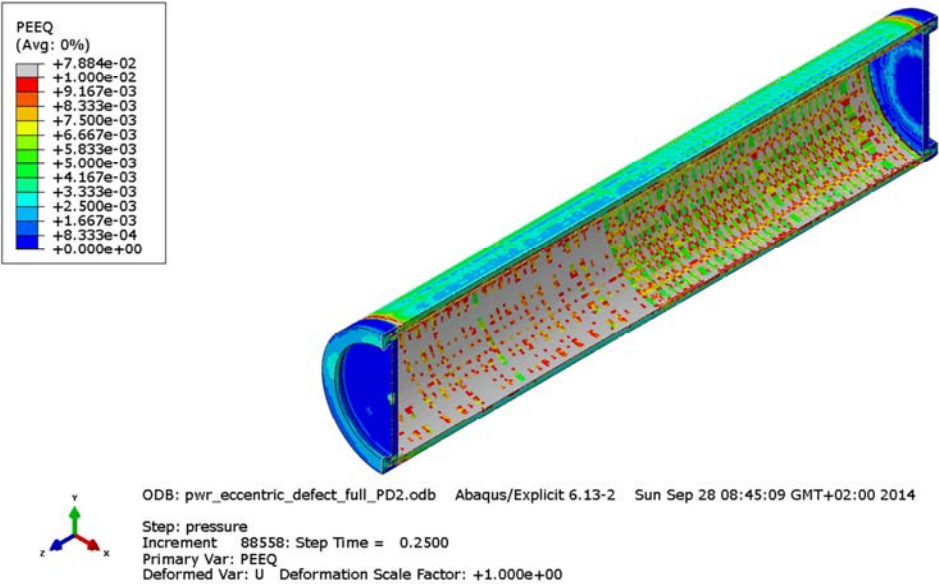 PEEQ
(Avg: 0%)
+7.884e-02
+1.000e-02
+9.167e-03
+8.333e-03
+7.500e-03
+6.667e-03
+5.833e-03
+5.000e-03
+4.167e-03
+3.333e-03
+2.500e-03
+1.667e-03
+8.333e-04
+0.000e+00
ODB: pwr_eccentric_defect_full_PD2.odb Abaqus/Explicit 6.13-2 Sun Sep 28 08:45:09 GMT+02:00 2014
Y
Z X
Step: pressure
Increment 88558: Step Time = 0.2500
Primary Var: PEEQ
Deformed Var: U Deformation Scale Factor: +1.000e+00